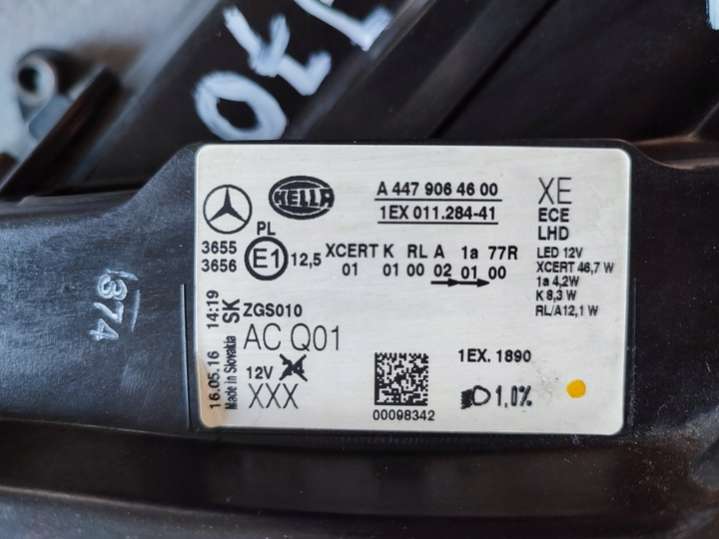 HELLA
A 447 906 46 00
1EX 011.284-41
XE
ECE
LHD
LED 12V
XCERT 46,7 W
1a 4,2W
K 8,3 W
RL/A12,1 W
PL
3655
3656
E1
12,5
XCERT K RL A 1a 77R
01 01 00 02 01 00
ZGS010
AC Q01
12V
XXX
16.05.16 14:19
Made in Slovakia SK
00098342
1EX. 1890
1,0%
1374